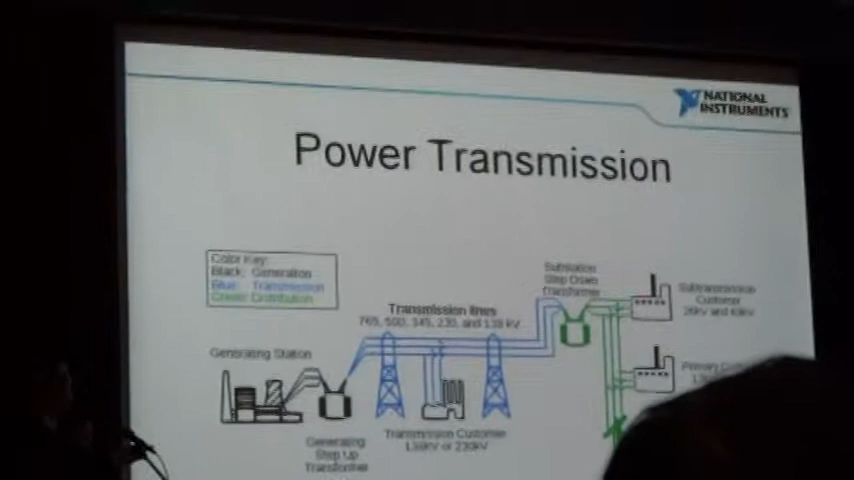 NATIONAL
INSTRUMENTS
Power Transmission
Color Key:
Black: Generation
Blue: Transmission
Green: Distribution
Substation
Step Down
Transformer
Subtransmission
Customer
26kV and 69kV
Transmission lines
765, 500, 345, 230, and 138 kV
Generating Station
Primary
Transmission Customer
138kV or 230kV
Generating
Step Up
Transformer